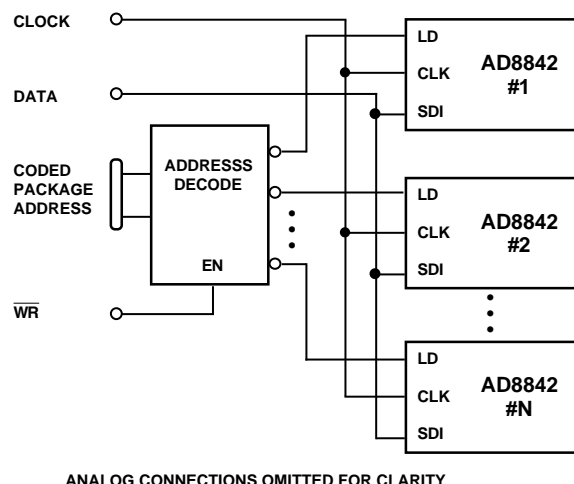 CLOCK
DATA
CODED
PACKAGE
ADDRESS
WR
ADDRESSS
DECODE
EN
LD
CLK
SDI
AD8842
#1
LD
CLK
SDI
AD8842
#2
LD
CLK
SDI
AD8842
#N
ANALOG CONNECTIONS OMITTED FOR CLARITY